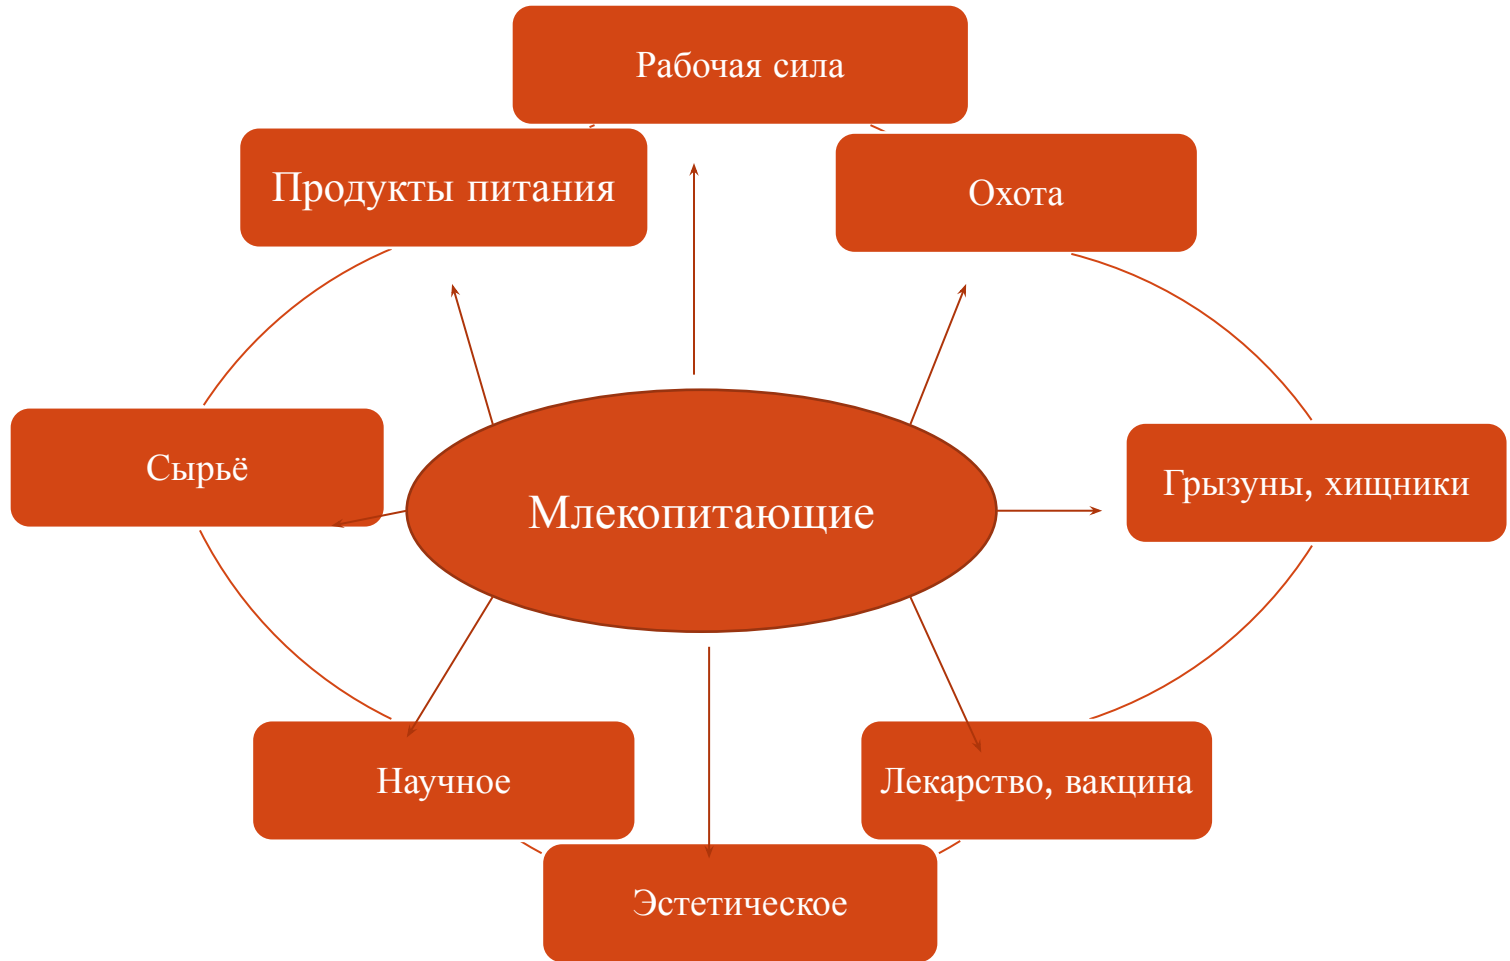 Рабочая сила
Продукты питания
Охота
Сырьё
Грызуны, хищники
Млекопитающие
Научное
Лекарство, вакцина
Эстетическое